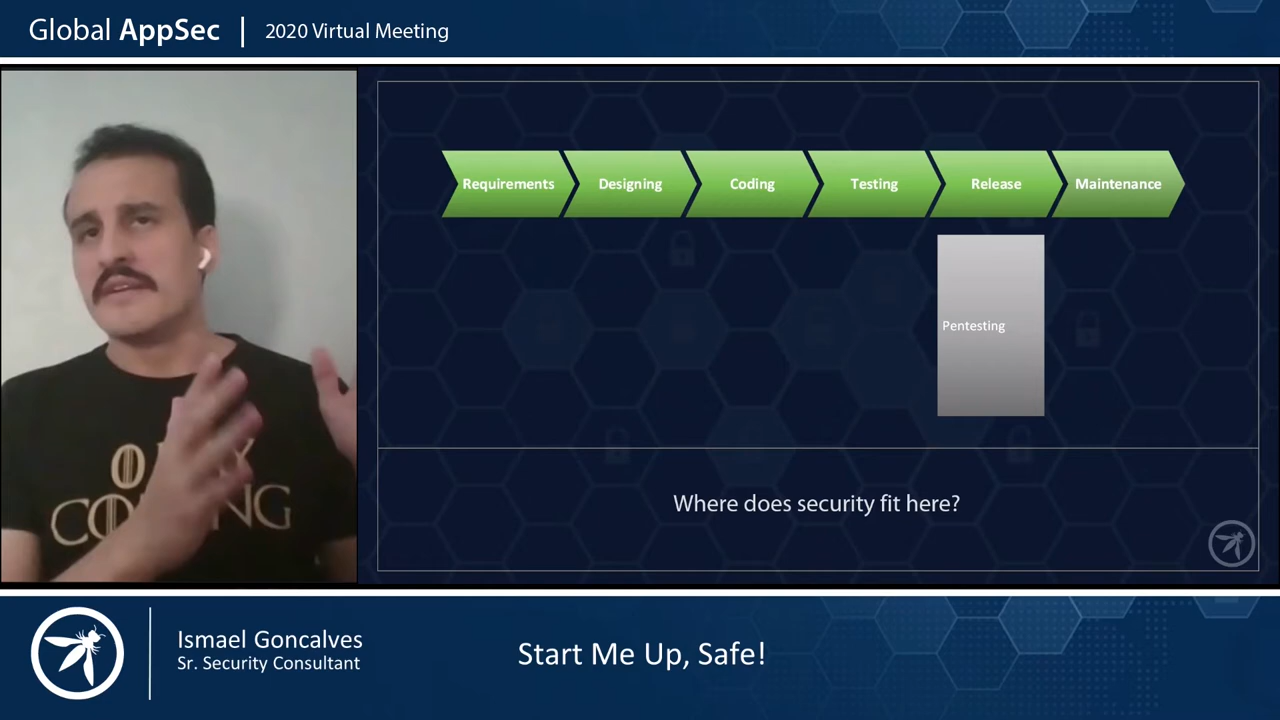 Global AppSec | 2020 Virtual Meeting
Requirements
Designing
Coding
Testing
Release
Maintenance
Pentesting
Where does security fit here?
COMING
Ismael Goncalves
Sr. Security Consultant
Start Me Up, Safe!